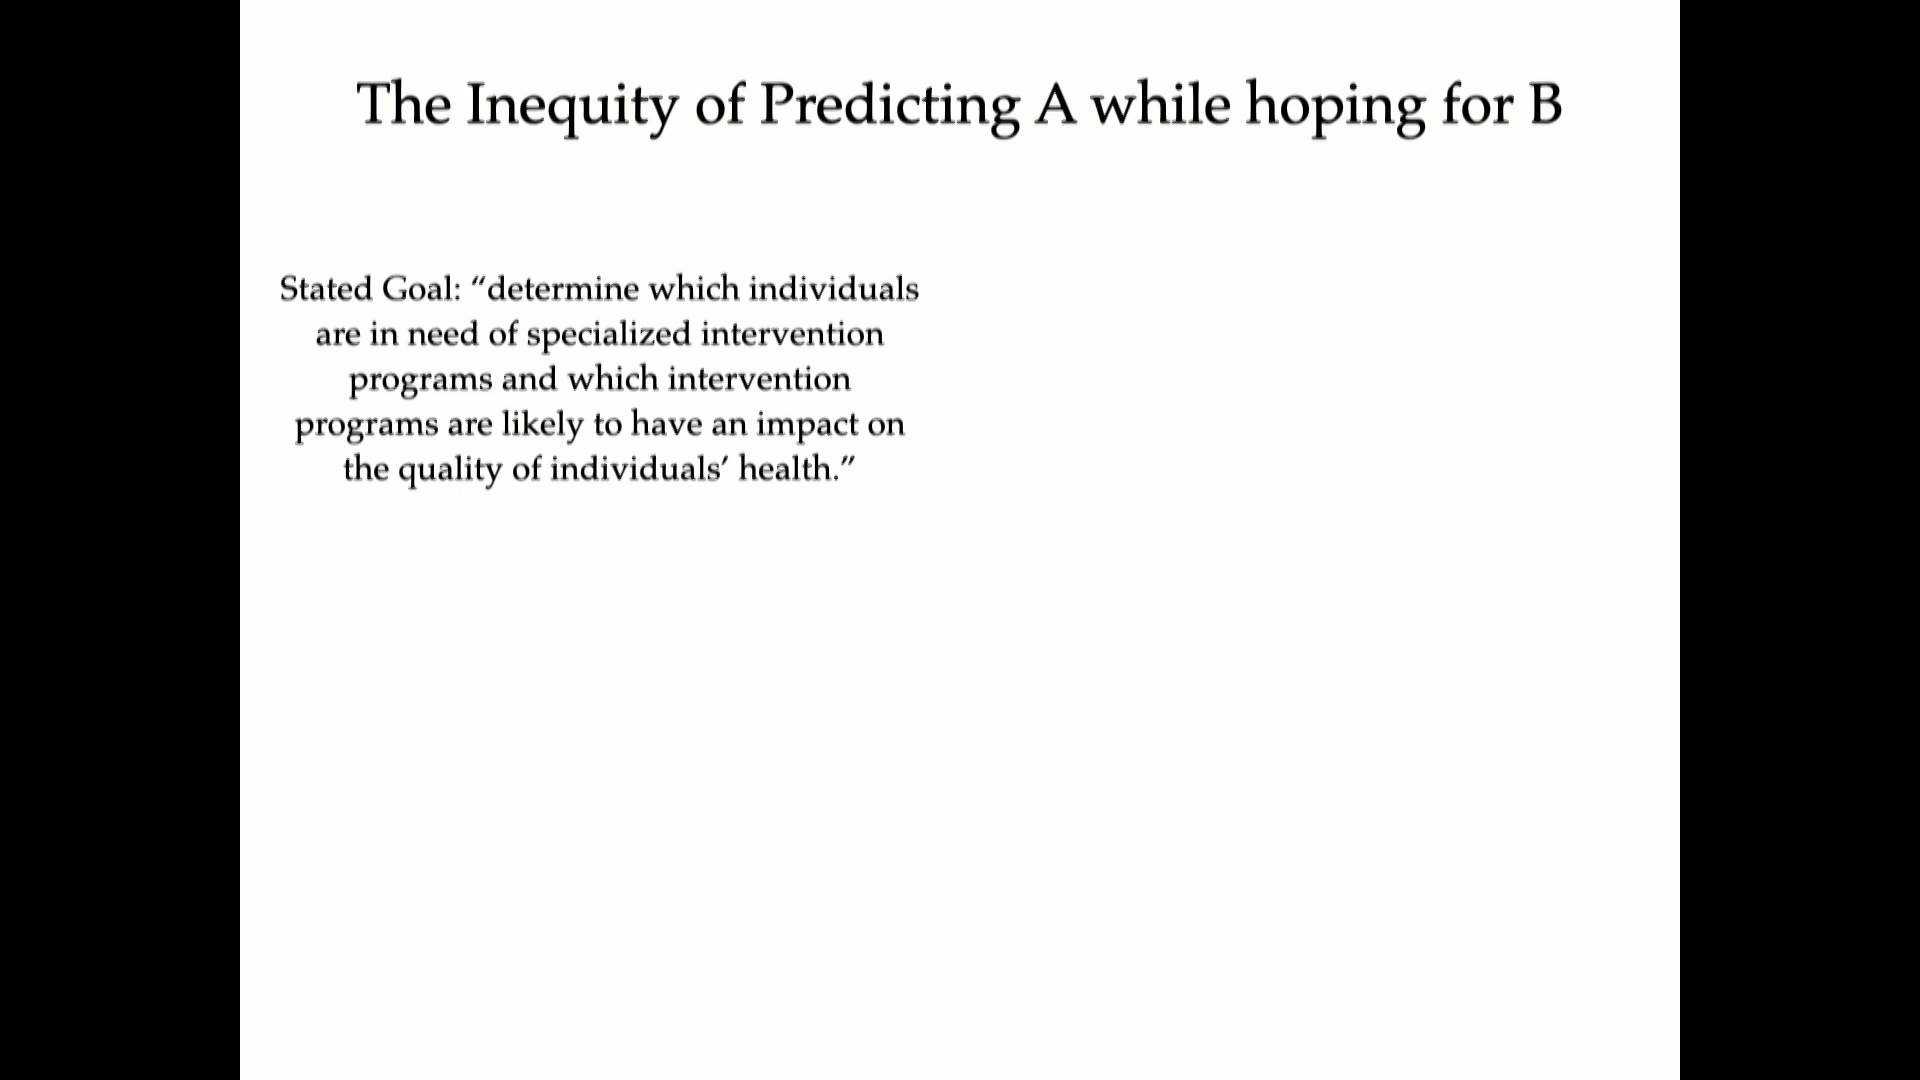 The Inequity of Predicting A while hoping for B
Stated Goal: “determine which individuals
are in need of specialized intervention
programs and which intervention
programs are likely to have an impact on
the quality of individuals’ health.”